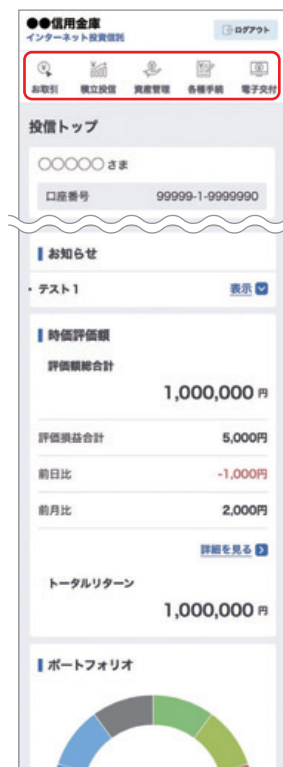 ●●信用金庫
インターネット投資信託
ログアウト
お取引 積立投信 資産管理 各種手続 電子交付
投信トップ
○○○○○ さま
口座番号 99999-1-9999990
お知らせ
・テスト1 表示
時価評価額
評価額総合計
1,000,000 円
評価損益合計 5,000円
前日比 -1,000円
前月比 2,000円
詳細を見る
トータルリターン
1,000,000 円
ポートフォリオ